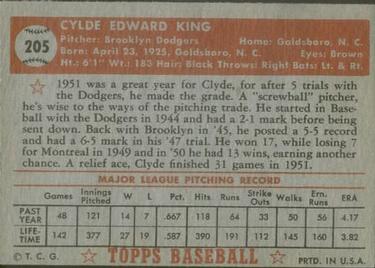 205
CYLDE EDWARD KING
Pitcher: Brooklyn Dodgers Home: Goldsboro, N. C.
Born: April 23, 1925, Goldsboro, N. C. Eyes: Brown
Ht.: 6'1" Wt.: 183 Hair: Black Throws: Right Bats: Lt. & Rt.
1951 was a great year for Clyde, for after 5 trials with
the Dodgers, he made the grade. A "screwball" pitcher,
he's wise to the ways of the pitching trade. He started in Base-
ball with the Dodgers in 1944 and had a 2-1 mark before being
sent down. Back with Brooklyn in '45, he posted a 5-5 record
and had a 6-5 mark in his '47 trial. He won 17, while losing 7
for Montreal in 1949 and in '50 he had 13 wins, earning another
chance. A relief ace, Clyde finished 31 games in 1951.
MAJOR LEAGUE PITCHING RECORD
Games Innings Pitched W L Pct. Hits Runs Strike Outs Walks Ern. Runs ERA
PAST YEAR 48 121 14 7 .667 118 64 33 50 56 4.17
LIFE-TIME 142 377 27 19 .587 390 191 112 145 160 3.82
© T. C. G. TOPPS BASEBALL PRTD. IN U.S.A.